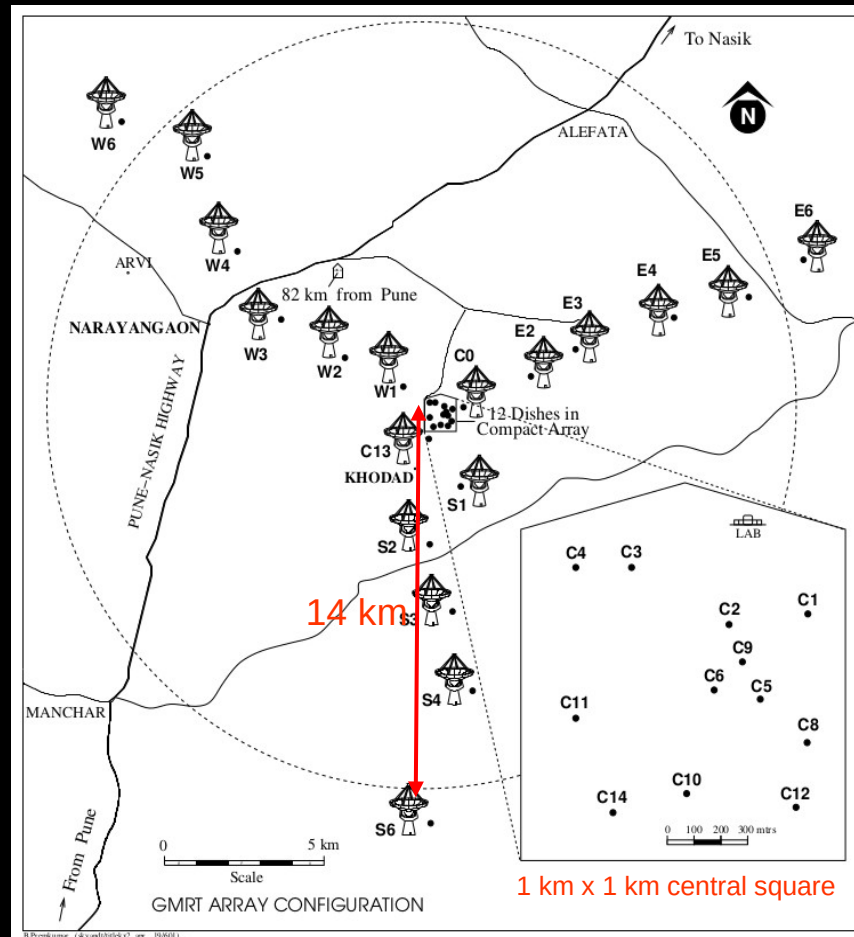 To Nasik
N
ALEFATA
W6
W5
W4
E6
E5
E4
E3
E2
ARVI
82 km from Pune
NARAYANGAON
W3
W2
W1
C0
PUNE-NASIK HIGHWAY
12 Dishes in
Compact Array
C13
KHODAD
S1
S2
14 km
S3
S4
MANCHAR
S6
From Pune
0 5 km
Scale
GMRT ARRAY CONFIGURATION
LAB
C4
C3
C1
C2
C9
C6
C5
C11
C8
C10
C12
C14
0 100 200 300 mtrs
1 km x 1 km central square